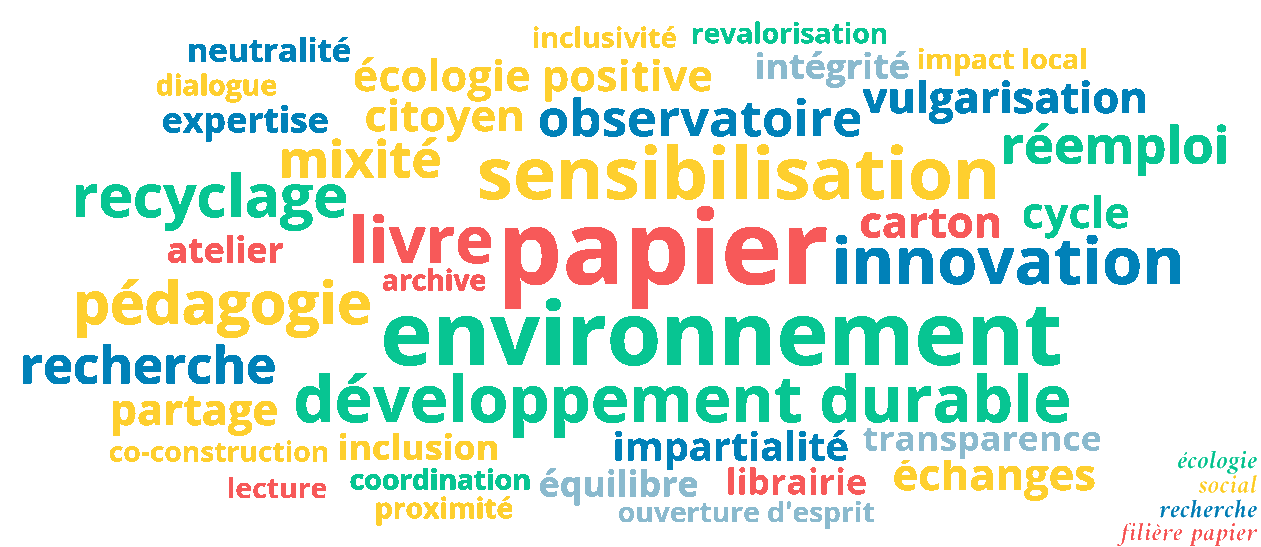 inclusivité
revalorisation
neutralité
intégrité
impact local
écologie positive
dialogue
vulgarisation
citoyen
observatoire
expertise
réemploi
mixité
sensibilisation
recyclage
cycle
carton
livre
papier
atelier
innovation
archive
pédagogie
environnement
recherche
développement durable
partage
impartialité
transparence
co-construction
inclusion
échanges
coordination
équilibre
librairie
lecture
proximité
ouverture d'esprit
écologie
social
recherche
filière papier